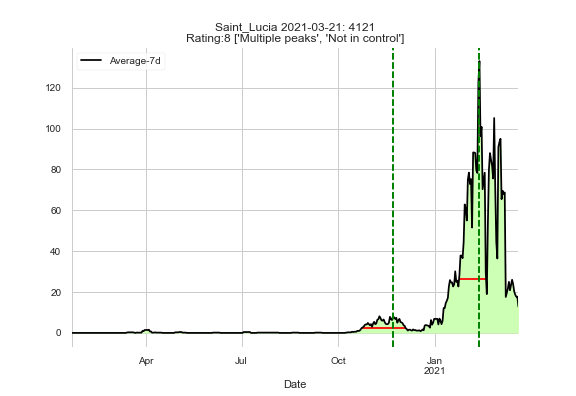 Saint_Lucia 2021-03-21: 4121
Rating:8 ['Multiple peaks', 'Not in control']
Average-7d
120
100
80
60
40
20
0
Apr
Jul
Oct
Jan
2021
Date